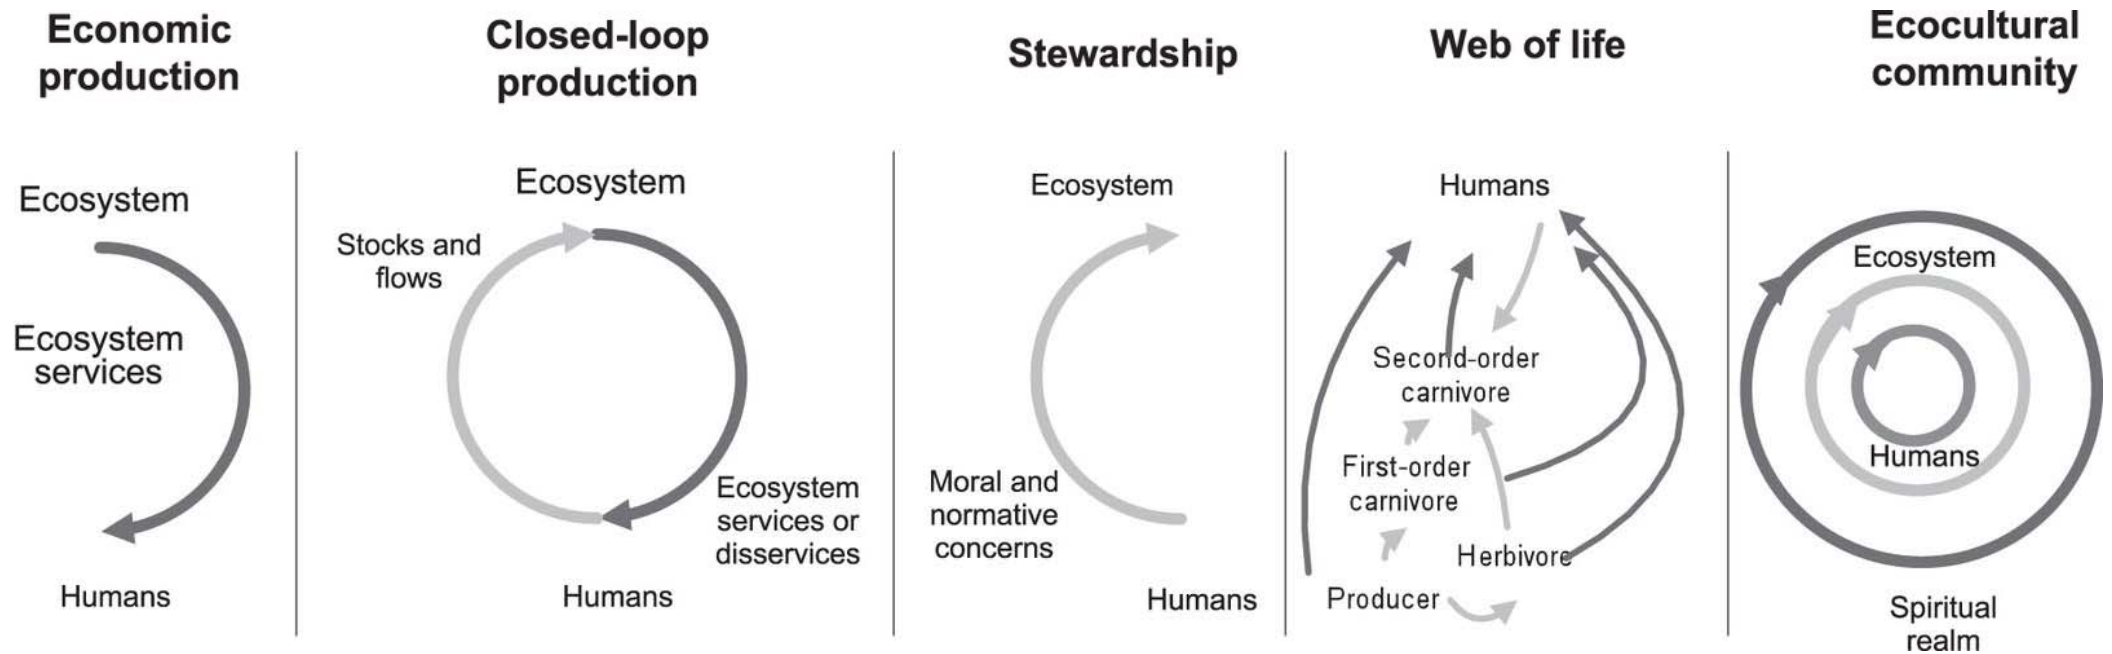 Economic
production
Ecosystem
Ecosystem
services
Humans
Closed-loop
production
Ecosystem
Stocks and
flows
Ecosystem
services or
disservices
Humans
Stewardship
Ecosystem
Moral and
normative
concerns
Humans
Web of life
Humans
Second-order
carnivore
First-order
carnivore
Herbivore
Producer
Ecocultural
community
Ecosystem
Humans
Spiritual
realm